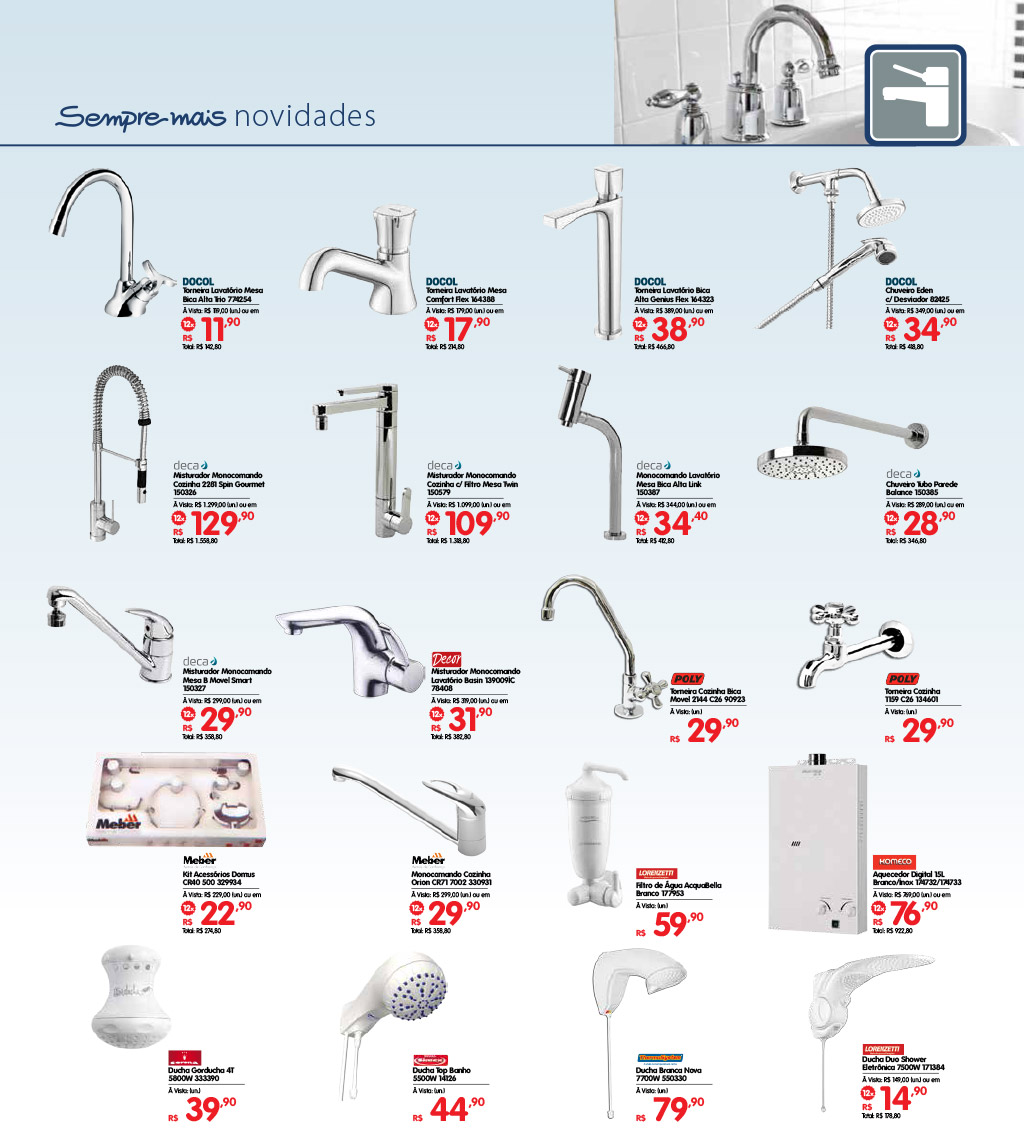 Sempre mais novidades
DOCOL
Torneira Lavatório Mesa
Bica Alta Trio 774254
À Vista: R$ 119,00 (un.) ou em
12x R$ 11,90
Total: R$ 142,80
DOCOL
Torneira Lavatório Mesa
Comfort Flex 164388
À Vista: R$ 179,00 (un.) ou em
12x R$ 17,90
Total: R$ 214,80
DOCOL
Torneira Lavatório Bica
Alta Genius Flex 164323
À Vista: R$ 389,00 (un.) ou em
12x R$ 38,90
Total: R$ 466,80
DOCOL
Chuveiro Eden
c/ Desviador 82425
À Vista: R$ 349,00 (un.) ou em
12x R$ 34,90
Total: R$ 418,80
deca
Misturador Monocomando
Cozinha 2281 Spin Gourmet
150326
À Vista: R$ 1.299,00 (un.) ou em
12x R$ 129,90
Total: R$ 1.558,80
deca
Misturador Monocomando
Cozinha c/ Filtro Mesa Twin
150579
À Vista: R$ 1.099,00 (un.) ou em
12x R$ 109,90
Total: R$ 1.318,80
deca
Monocomando Lavatório
Mesa Bica Alta Link
150387
À Vista: R$ 344,00 (un.) ou em
12x R$ 34,40
Total: R$ 412,80
deca
Chuveiro Tubo Parede
Balance 150385
À Vista: R$ 289,00 (un.) ou em
12x R$ 28,90
Total: R$ 346,80
deca
Misturador Monocomando
Mesa B Movel Smart
150327
À Vista: R$ 299,00 (un.) ou em
12x R$ 29,90
Total: R$ 358,80
Decor
Misturador Monocomando
Lavatório Basin 139009IC
78408
À Vista: R$ 319,00 (un.) ou em
12x R$ 31,90
Total: R$ 382,80
POLY
Torneira Cozinha Bica
Movel 2144 C26 90923
À Vista: (un.)
R$ 29,90
POLY
Torneira Cozinha
1159 C26 134601
À Vista: (un.)
R$ 29,90
Meber
Meber
Kit Acessórios Domus
CR40 500 329934
À Vista: R$ 229,00 (un.) ou em
12x R$ 22,90
Total: R$ 274,80
Meber
Monocomando Cozinha
Orion CR71 7002 330931
À Vista: R$ 299,00 (un.) ou em
12x R$ 29,90
Total: R$ 358,80
LORENZETTI
Filtro de Água AcquaBella
Branco 177953
À Vista: (un.)
R$ 59,90
KOMECO
Aquecedor Digital 15L
Branco/Inox 174732/174733
À Vista: R$ 769,00 (un.) ou em
12x R$ 76,90
Total: R$ 922,80
Ducha Gorducha 4T
5800W 333390
À Vista: (un.)
R$ 39,90
Ducha Top Banho
5500W 14126
À Vista: (un.)
R$ 44,90
ThermoSystem
Ducha Branca Nova
7700W 550330
À Vista: (un.)
R$ 79,90
LORENZETTI
Ducha Duo Shower
Eletrônica 7500W 171384
À Vista: R$ 149,00 (un.) ou em
12x R$ 14,90
Total: R$ 178,80